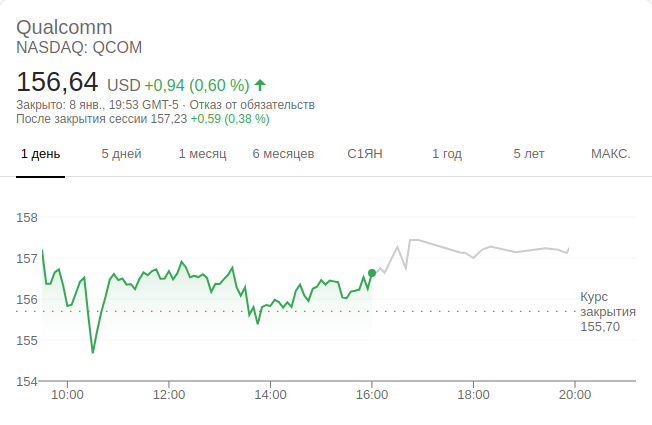 Qualcomm
NASDAQ: QCOM
156,64 USD +0,94 (0,60 %)
Закрыто: 8 янв., 19:53 GMT-5 · Отказ от обязательств
После закрытия сессии 157,23 +0,59 (0,38 %)
1 день 5 дней 1 месяц 6 месяцев С1ЯН 1 год 5 лет МАКС.
158
157
156
155
154
Курс
закрытия
155,70
10:00 12:00 14:00 16:00 18:00 20:00